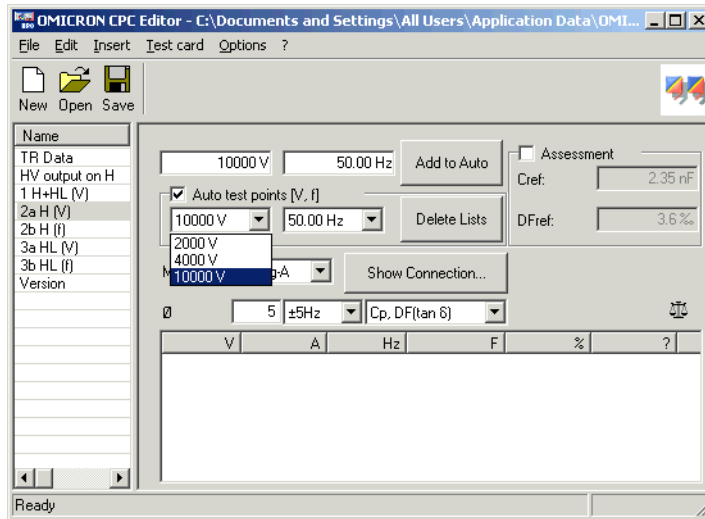 OMICRON CPC Editor - C:\Documents and Settings\All Users\Application Data\OMI...
File Edit Insert Test card Options ?
New Open Save
Name
TR Data
HV output on H
1 H+HL (V)
2a H (V)
2b H (f)
3a HL (V)
3b HL (f)
Version
10000 V 50.00 Hz Add to Auto
Assessment
Cref: 2.35 nF
Auto test points [V, f]
10000 V 50.00 Hz Delete Lists
DFref: 3.6‰
2000 V
4000 V
10000 V
Show Connection...
Ø 5 ±5Hz Cp, DF(tan δ)
V A Hz F % ?
Ready